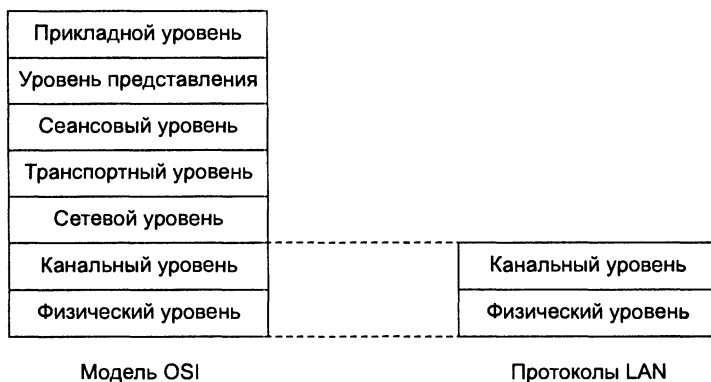 Прикладной уровень
Уровень представления
Сеансовый уровень
Транспортный уровень
Сетевой уровень
Канальный уровень
Физический уровень
Модель OSI
Канальный уровень
Физический уровень
Протоколы LAN